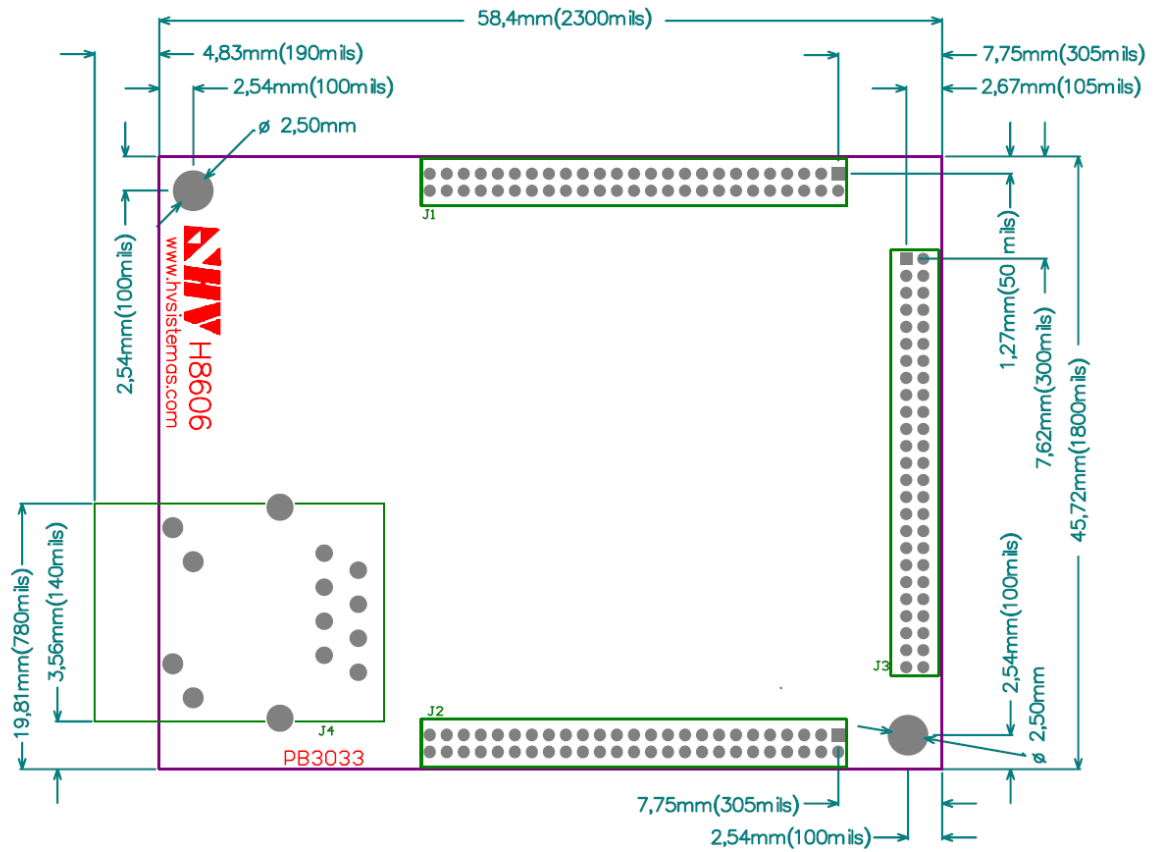 58,4mm(2300mils)
4,83mm(190mils)
7,75mm(305mils)
2,54mm(100mils)
2,67mm(105mils)
ø 2,50mm
J1
2,54mm(100mils)
HV
www.hvsistemas.com
H8606
1,27mm(50 mils)
7,62mm(300mils)
45,72mm(1800mils)
19,81mm(780mils)
3,56mm(140mils)
2,54mm(100mils)
ø 2,50mm
J3
J2
J4
PB3033
7,75mm(305mils)
2,54mm(100mils)